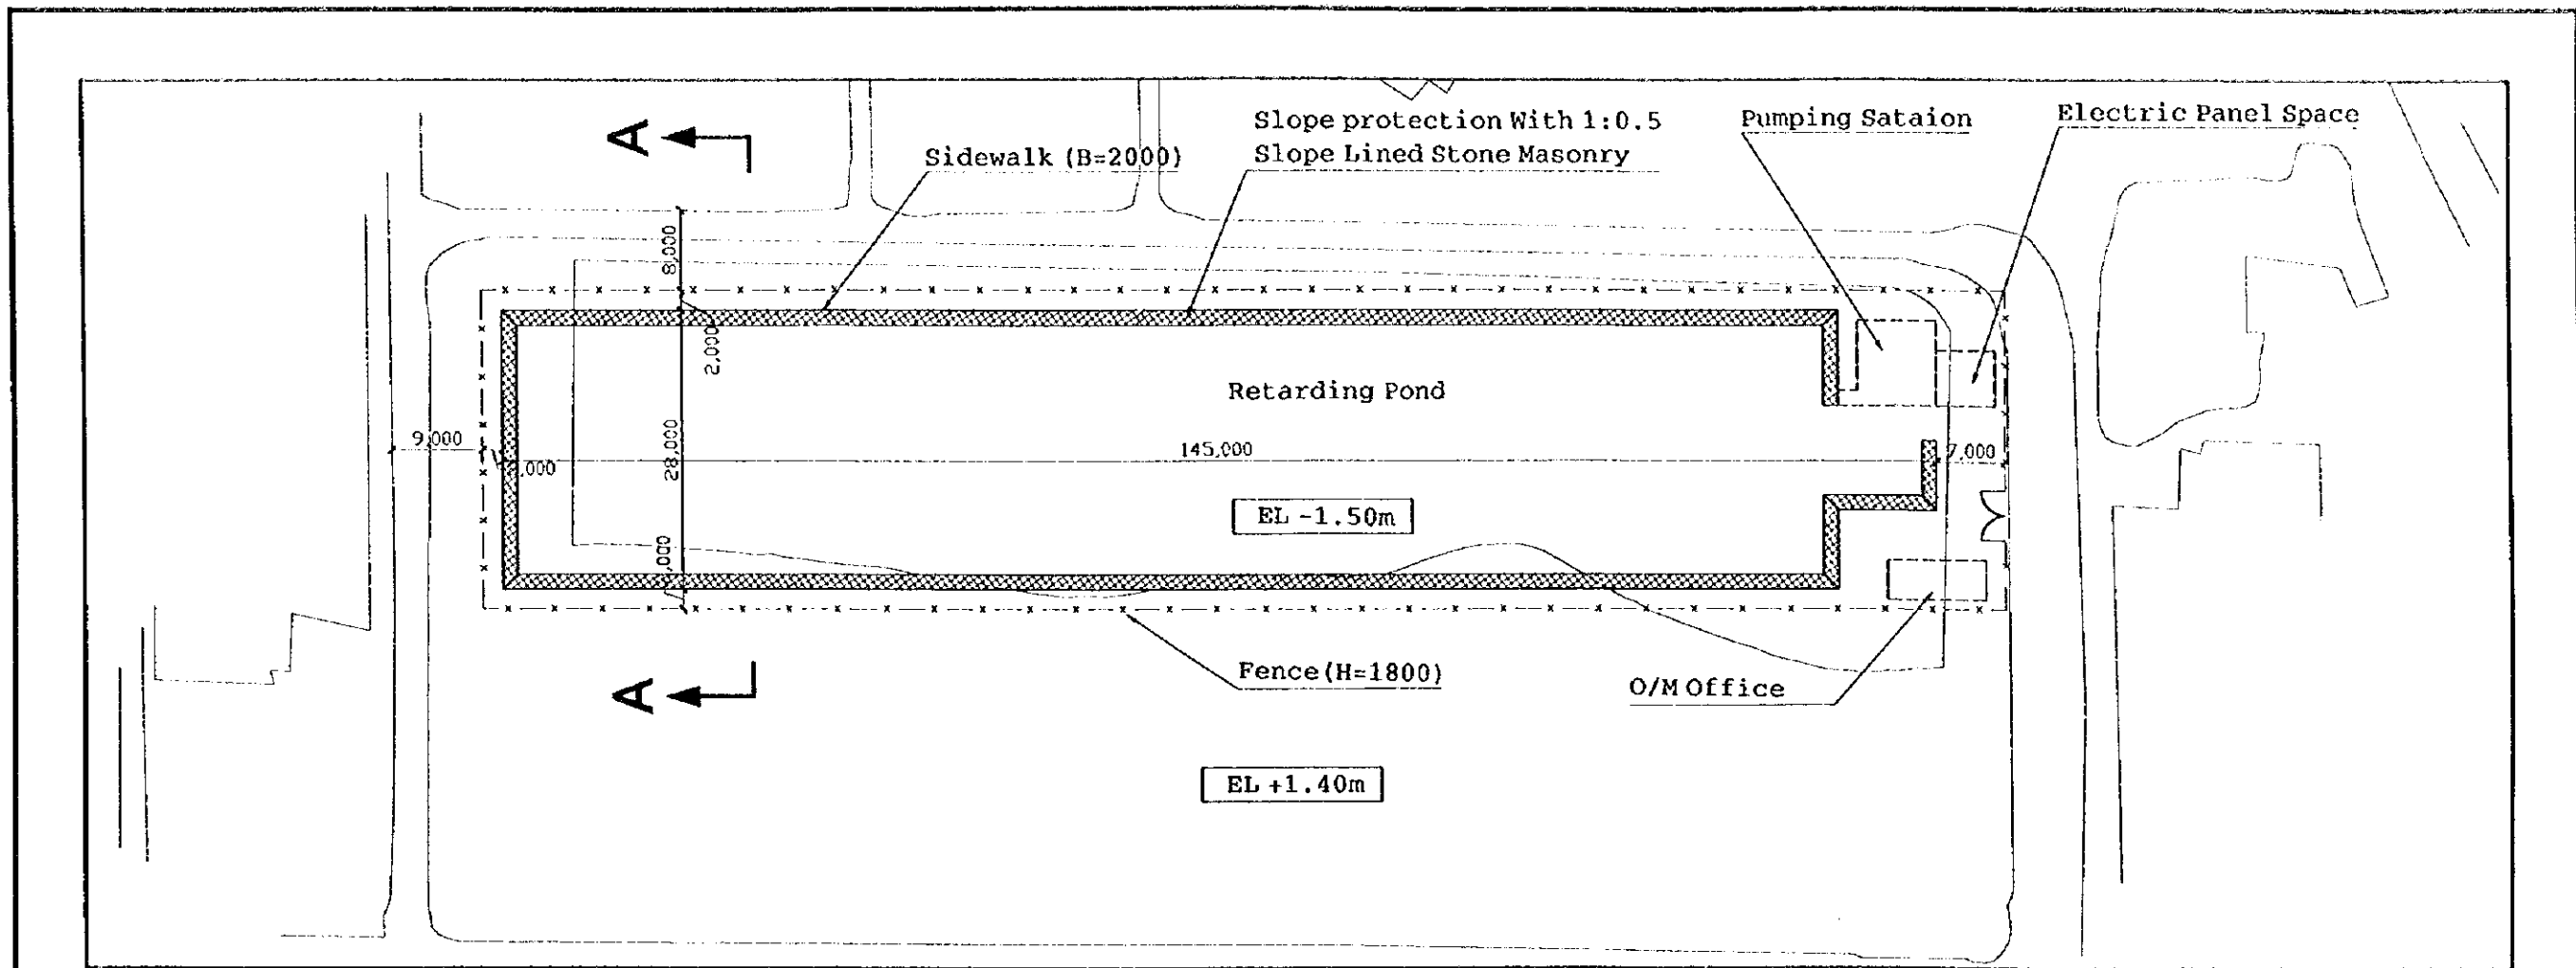 A
Sidewalk (B=2000)
Slope protection With 1:0.5
Slope Lined Stone Masonry
Pumping Sataion
Electric Panel Space
8,000
2,000
Retarding Pond
9,000
28,000
145,000
7,000
EL -1.50m
A
Fence(H=1800)
O/M Office
EL +1.40m